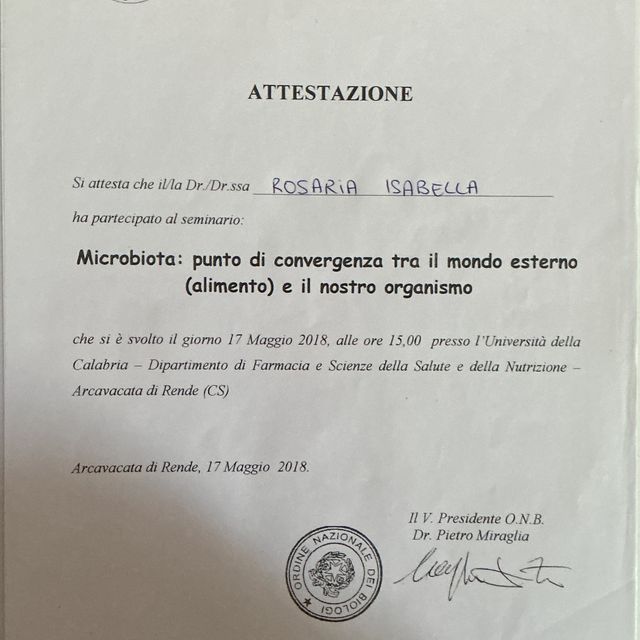 ATTESTAZIONE
Si attesta che il/la Dr./Dr.ssa ROSARIA ISABELLA
ha partecipato al seminario:
Microbiota: punto di convergenza tra il mondo esterno
(alimento) e il nostro organismo
che si è svolto il giorno 17 Maggio 2018, alle ore 15,00 presso l'Università della
Calabria – Dipartimento di Farmacia e Scienze della Salute e della Nutrizione –
Arcavacata di Rende (CS)
Arcavacata di Rende, 17 Maggio 2018.
Il V. Presidente O.N.B.
Dr. Pietro Miraglia
ORDINE NAZIONALE DEI BIOLOGI